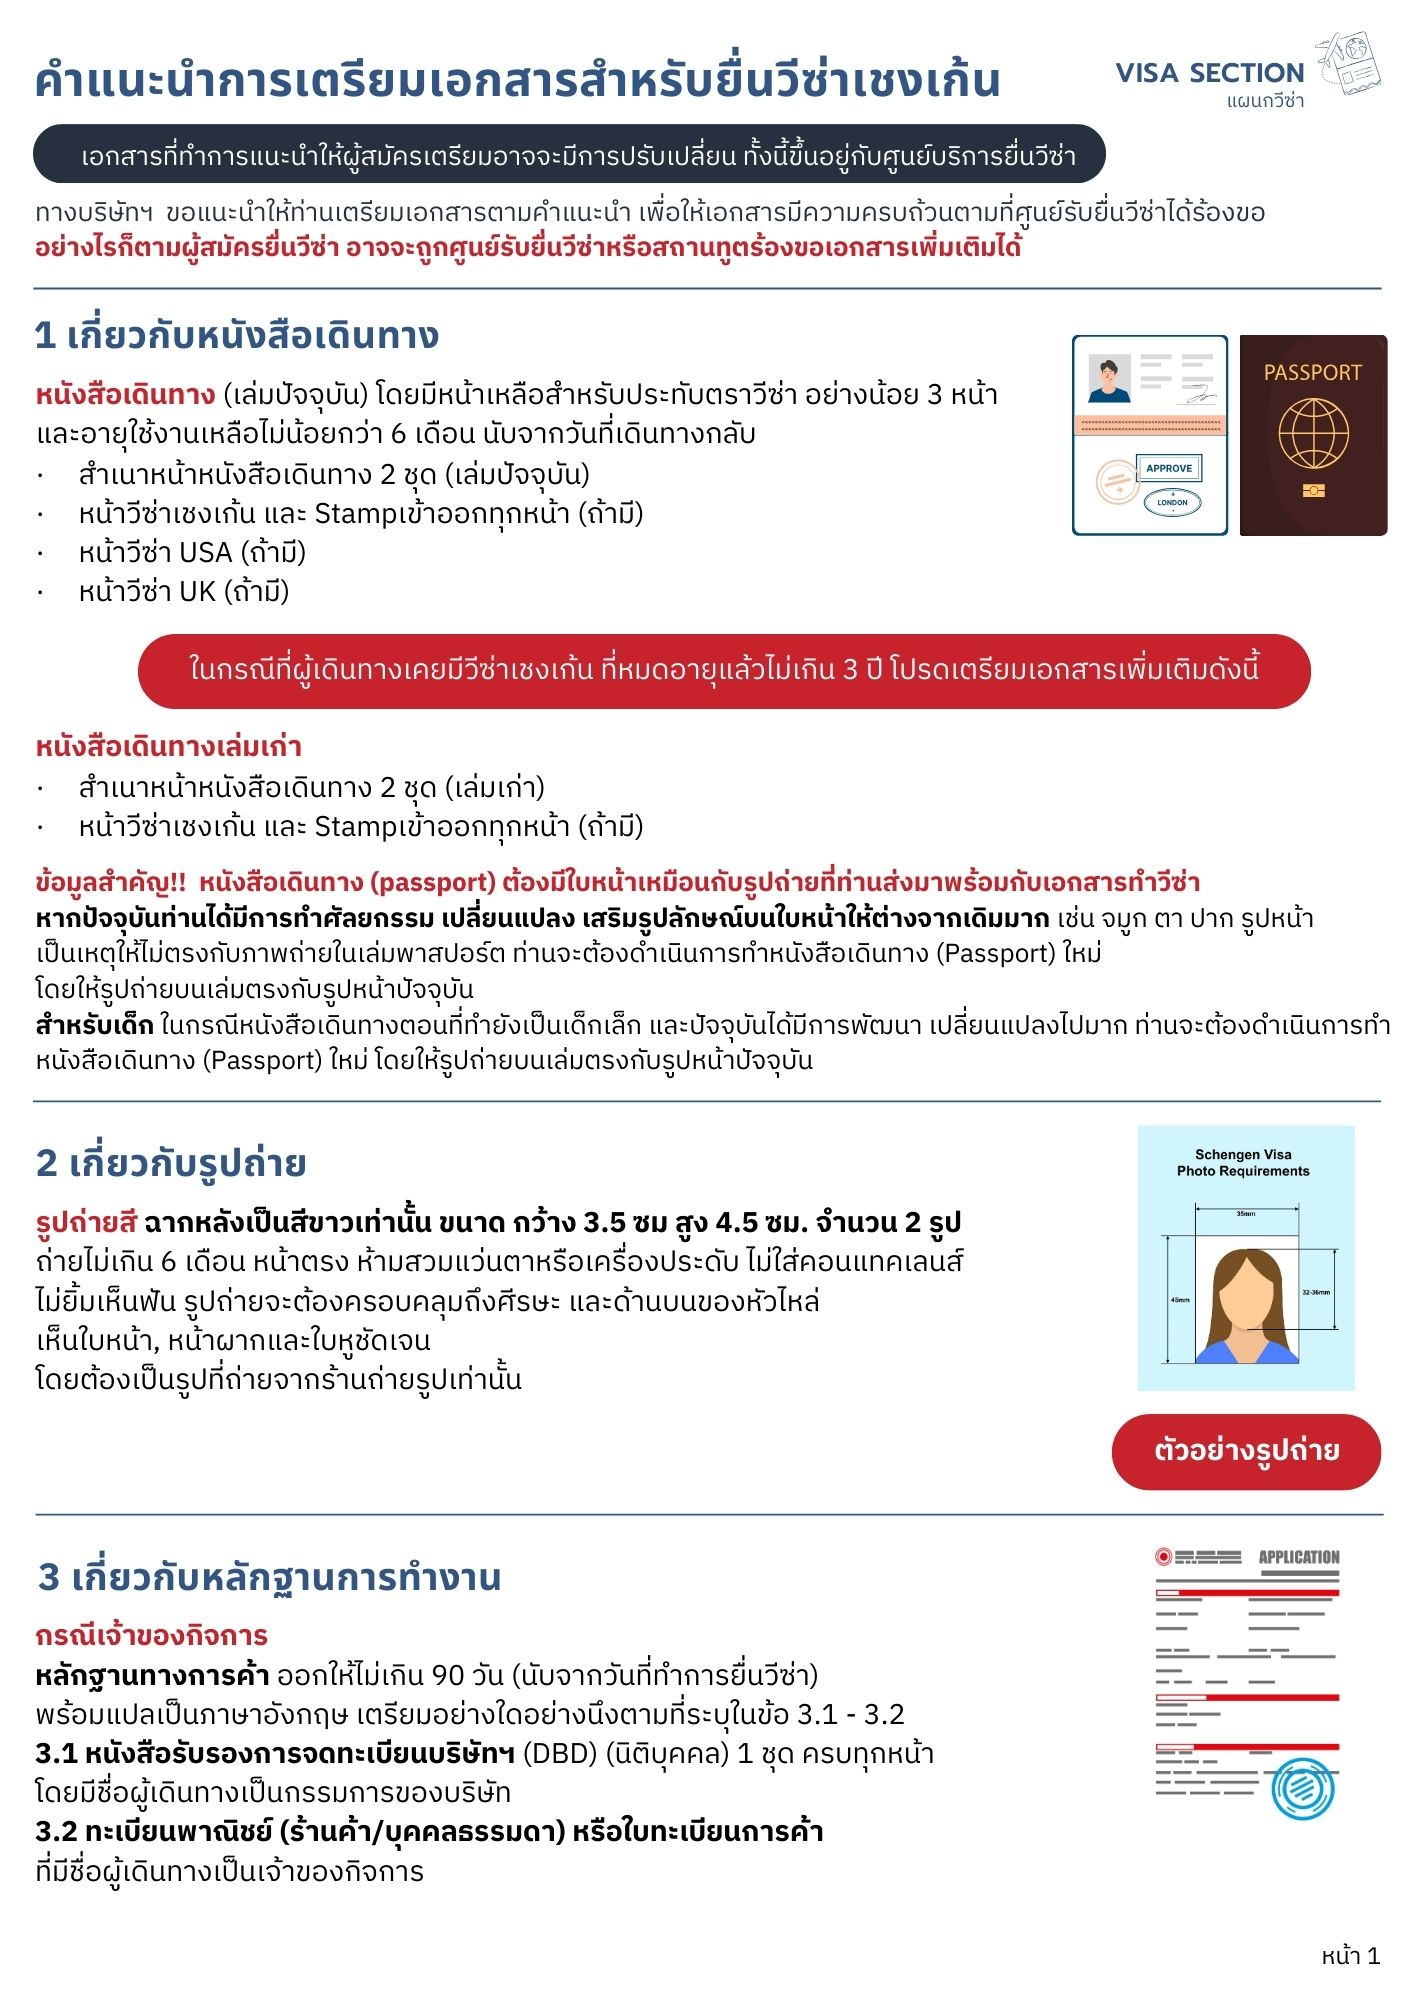 คำแนะนำการเตรียมเอกสารสำหรับยื่นวีซ่าเชงเก้น
VISA SECTION
แผนกวีซ่า
เอกสารที่ทำการแนะนำให้ผู้สมัครเตรียมอาจจะมีการปรับเปลี่ยน ทั้งนี้ขึ้นอยู่กับศูนย์บริการยื่นวีซ่า
ทางบริษัทฯ ขอแนะนำให้ท่านเตรียมเอกสารตามคำแนะนำ เพื่อให้เอกสารมีความครบถ้วนตามที่ศูนย์รับยื่นวีซ่าได้ร้องขอ
อย่างไรก็ตามผู้สมัครยื่นวีซ่า อาจจะถูกศูนย์รับยื่นวีซ่าหรือสถานทูตร้องขอเอกสารเพิ่มเติมได้
1 เกี่ยวกับหนังสือเดินทาง
หนังสือเดินทาง (เล่มปัจจุบัน) โดยมีหน้าเหลือสำหรับประทับตราวีซ่า อย่างน้อย 3 หน้า
และอายุใช้งานเหลือไม่น้อยกว่า 6 เดือน นับจากวันที่เดินทางกลับ
· สำเนาหน้าหนังสือเดินทาง 2 ชุด (เล่มปัจจุบัน)
· หน้าวีซ่าเชงเก้น และ Stampเข้าออกทุกหน้า (ถ้ามี)
· หน้าวีซ่า USA (ถ้ามี)
· หน้าวีซ่า UK (ถ้ามี)
APPROVE
LONDON
PASSPORT
ในกรณีที่ผู้เดินทางเคยมีวีซ่าเชงเก้น ที่หมดอายุแล้วไม่เกิน 3 ปี โปรดเตรียมเอกสารเพิ่มเติมดังนี้
หนังสือเดินทางเล่มเก่า
· สำเนาหน้าหนังสือเดินทาง 2 ชุด (เล่มเก่า)
· หน้าวีซ่าเชงเก้น และ Stampเข้าออกทุกหน้า (ถ้ามี)
ข้อมูลสำคัญ!! หนังสือเดินทาง (passport) ต้องมีใบหน้าเหมือนกับรูปถ่ายที่ท่านส่งมาพร้อมกับเอกสารทำวีซ่า
หากปัจจุบันท่านได้มีการทำศัลยกรรม เปลี่ยนแปลง เสริมรูปลักษณ์บนใบหน้าให้ต่างจากเดิมมาก เช่น จมูก ตา ปาก รูปหน้า
เป็นเหตุให้ไม่ตรงกับภาพถ่ายในเล่มพาสปอร์ต ท่านจะต้องดำเนินการทำหนังสือเดินทาง (Passport) ใหม่
โดยให้รูปถ่ายบนเล่มตรงกับรูปหน้าปัจจุบัน
สำหรับเด็ก ในกรณีหนังสือเดินทางตอนที่ทำยังเป็นเด็กเล็ก และปัจจุบันได้มีการพัฒนา เปลี่ยนแปลงไปมาก ท่านจะต้องดำเนินการทำ
หนังสือเดินทาง (Passport) ใหม่ โดยให้รูปถ่ายบนเล่มตรงกับรูปหน้าปัจจุบัน
2 เกี่ยวกับรูปถ่าย
รูปถ่ายสี ฉากหลังเป็นสีขาวเท่านั้น ขนาด กว้าง 3.5 ซม สูง 4.5 ซม. จำนวน 2 รูป
ถ่ายไม่เกิน 6 เดือน หน้าตรง ห้ามสวมแว่นตาหรือเครื่องประดับ ไม่ใส่คอนแทคเลนส์
ไม่ยิ้มเห็นฟัน รูปถ่ายจะต้องครอบคลุมถึงศีรษะ และด้านบนของหัวไหล่
เห็นใบหน้า, หน้าผากและใบหูชัดเจน
โดยต้องเป็นรูปที่ถ่ายจากร้านถ่ายรูปเท่านั้น
Schengen Visa
Photo Requirements
35mm
45mm
32-36mm
ตัวอย่างรูปถ่าย
3 เกี่ยวกับหลักฐานการทำงาน
กรณีเจ้าของกิจการ
หลักฐานทางการค้า ออกให้ไม่เกิน 90 วัน (นับจากวันที่ทำการยื่นวีซ่า)
พร้อมแปลเป็นภาษาอังกฤษ เตรียมอย่างใดอย่างนึงตามที่ระบุในข้อ 3.1 - 3.2
3.1 หนังสือรับรองการจดทะเบียนบริษัทฯ (DBD) (นิติบุคคล) 1 ชุด ครบทุกหน้า
โดยมีชื่อผู้เดินทางเป็นกรรมการของบริษัท
3.2 ทะเบียนพาณิชย์ (ร้านค้า/บุคคลธรรมดา) หรือใบทะเบียนการค้า
ที่มีชื่อผู้เดินทางเป็นเจ้าของกิจการ
APPLICATION
หน้า 1